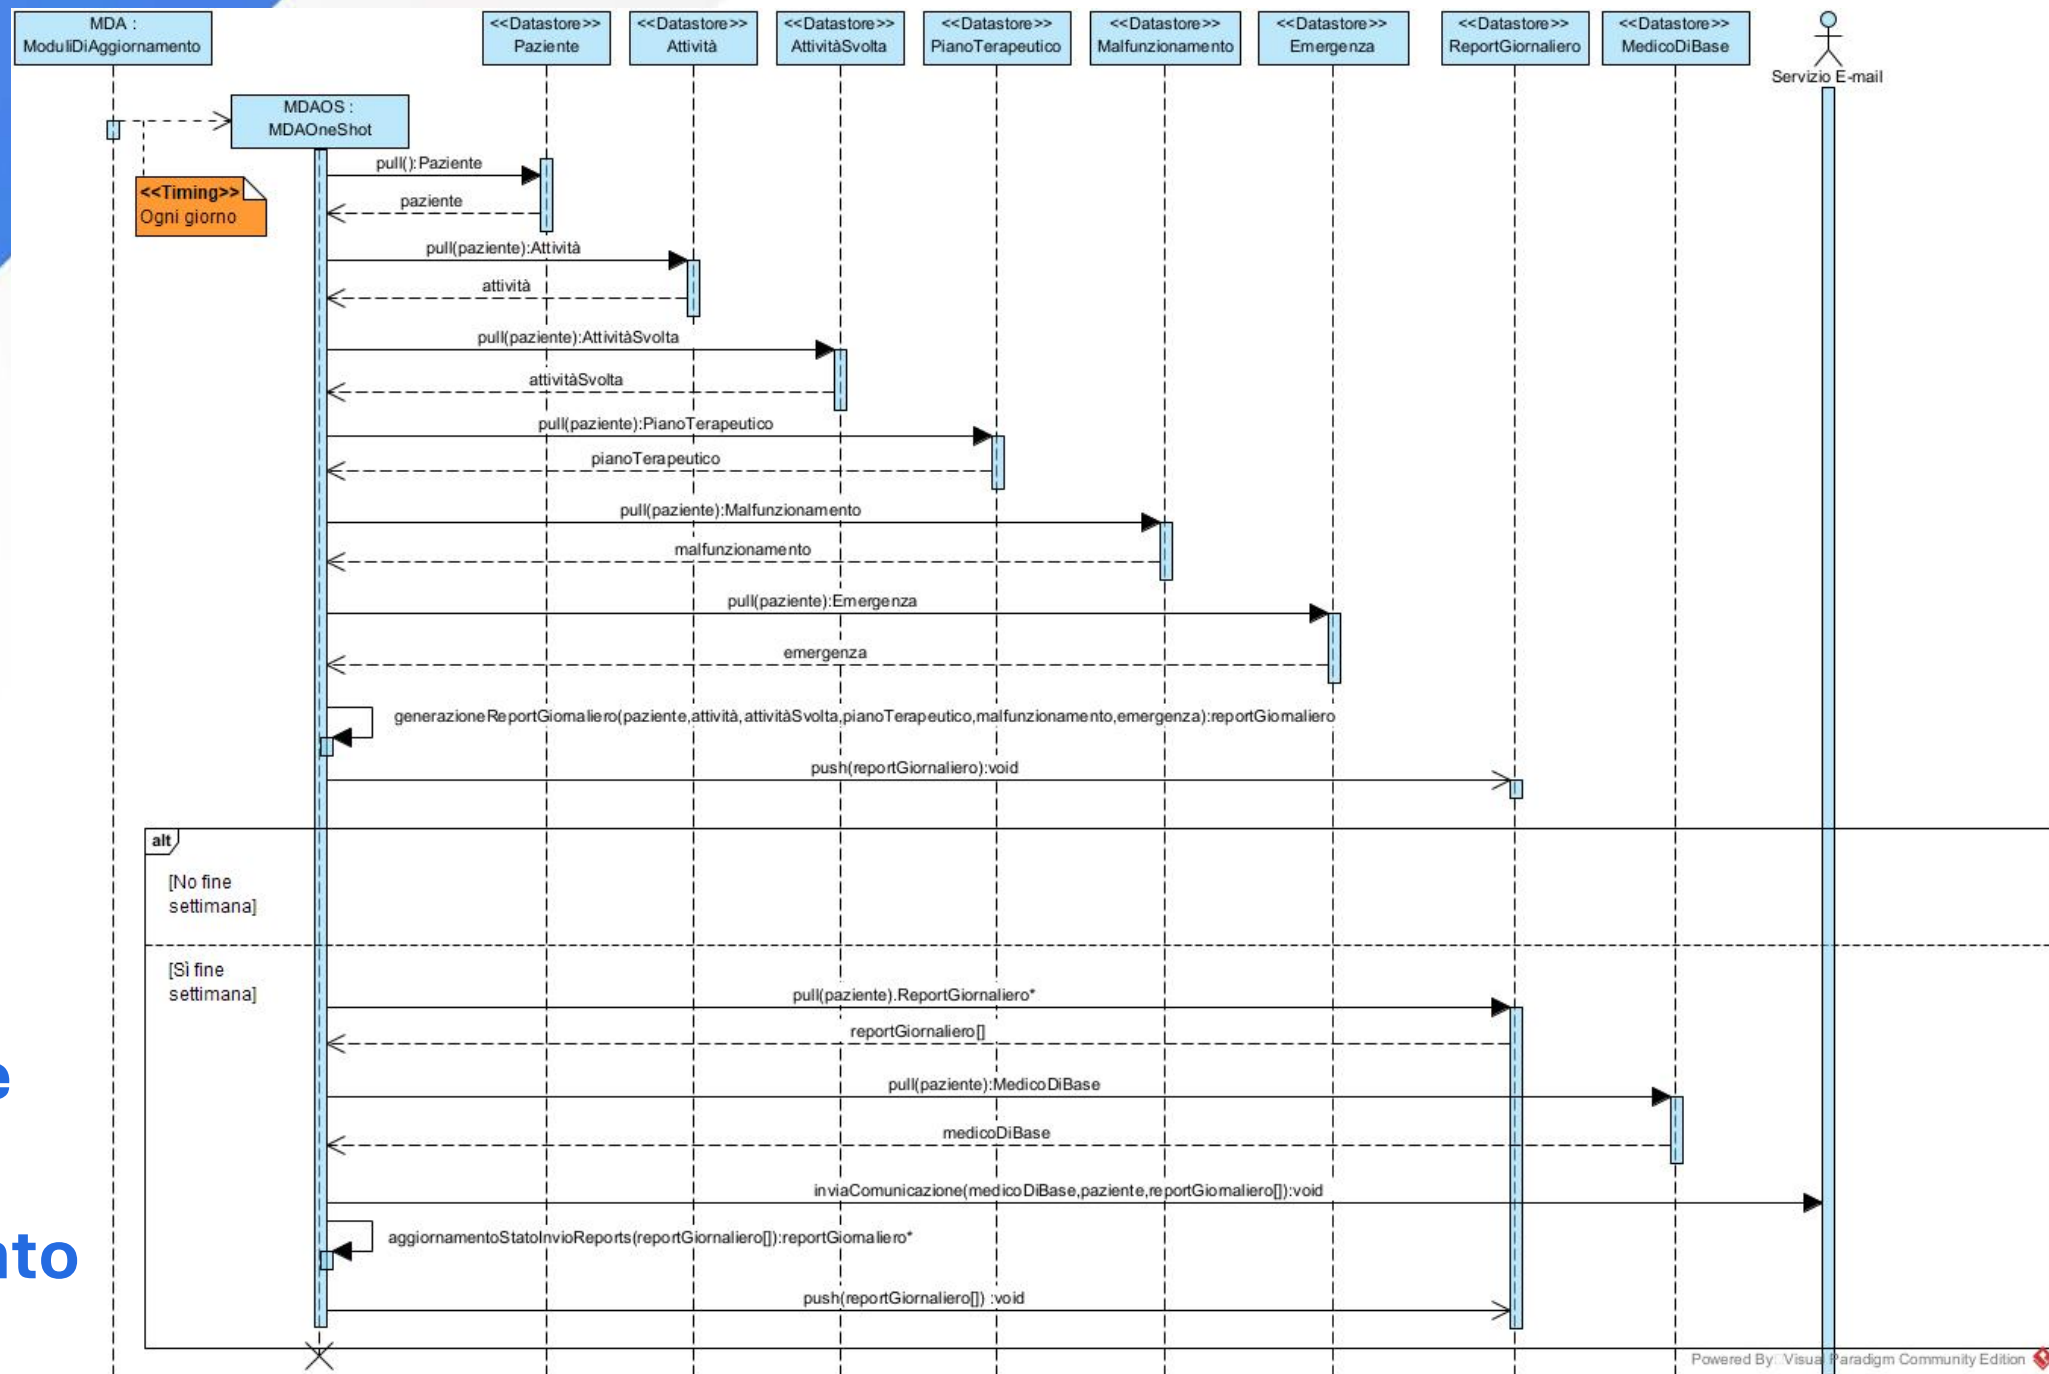 MDA :
ModuliDiAggiornamento
<<Datastore>>
Paziente
<<Datastore>>
Attività
<<Datastore>>
AttivitàSvolta
<<Datastore>>
PianoTerapeutico
<<Datastore>>
Malfunzionamento
<<Datastore>>
Emergenza
<<Datastore>>
ReportGiornaliero
<<Datastore>>
MedicoDiBase
Servizio E-mail
MDAOS :
MDAOneShot
<<Timing>>
Ogni giorno
pull():Paziente
paziente
pull(paziente):Attività
attività
pull(paziente):AttivitàSvolta
attivitàSvolta
pull(paziente):PianoTerapeutico
pianoTerapeutico
pull(paziente):Malfunzionamento
malfunzionamento
pull(paziente):Emergenza
emergenza
generazioneReportGiornaliero(paziente,attività,attivitàSvolta,pianoTerapeutico,malfunzionamento,emergenza):reportGiornaliero
push(reportGiornaliero):void
alt
[No fine
settimana]
[Sì fine
settimana]
pull(paziente).ReportGiornaliero*
reportGiornaliero[]
pull(paziente):MedicoDiBase
medicoDiBase
inviaComunicazione(medicoDiBase,paziente,reportGiornaliero[]):void
aggiornamentoStatoInvioReports(reportGiornaliero[]):reportGiornaliero*
push(reportGiornaliero[]) :void
e
nto
Powered By Visual Paradigm Community Edition